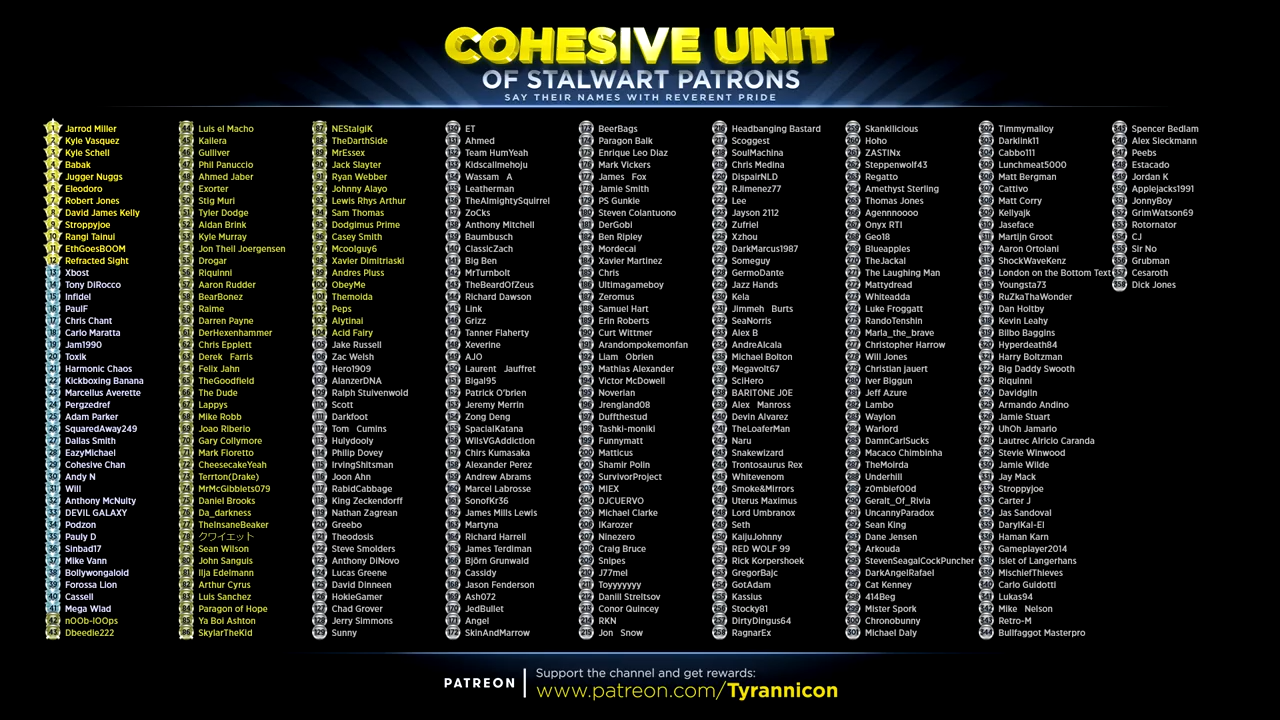 COHESIVE UNIT
OF STALWART PATRONS
SAY THEIR NAMES WITH REVERENT PRIDE
Jarrod Miller
Kyle Vasquez
Kyle Schell
Babak
Jugger Nuggs
Eleodoro
Robert Jones
David James Kelly
Stroppyjoe
Rangi Tainui
EthGoesBOOM
Refracted Sight
Xbost
Tony DiRocco
Infidel
PaulF
Chris Chant
Carlo Maratta
Jam1990
Toxik
Harmonic Chaos
Kickboxing Banana
Marcellus Averette
Pergzedref
Adam Parker
SquaredAway249
Dallas Smith
EazyMichael
Cohesive Chan
Andy N
Will
Anthony McNulty
DEVIL GALAXY
Podzon
Pauly D
Sinbad17
Mike Vann
Bollywongaloid
Forossa Lion
Cassell
Mega Wlad
nOOb-lOOps
Dbeedle222
Luis el Macho
Kailera
Gulliver
Phil Panuccio
Ahmed Jaber
Exorter
Stig Muri
Tyler Dodge
Aidan Brink
Kyle Murray
Jon Theil Joergensen
Drogar
Riquinni
Aaron Rudder
BearBonez
Raime
Darren Payne
DerHexenhammer
Chris Epplett
Derek Farris
Felix Jahn
TheGoodfield
The Dude
Lappys
Mike Robb
Joao Riberio
Gary Collymore
Mark Fioretto
CheesecakeYeah
Terrton(Drake)
MrMcGibblets079
Daniel Brooks
Da_darkness
TheInsaneBeaker
クワイエット
Sean Wilson
John Sanguis
Ilja Edelmann
Arthur Cyrus
Luis Sanchez
Paragon of Hope
Ya Boi Ashton
SkylarTheKid
NEStalgiK
TheDarthSide
MrEssex
Jack Slayter
Ryan Webber
Johnny Alayo
Lewis Rhys Arthur
Sam Thomas
Dodgimus Prime
Casey Smith
Mcoolguy6
Xavier Dimitriaski
Andres Pluss
ObeyMe
Themolda
Peps
Alytinal
Acid Fairy
Jake Russell
Zac Welsh
Hero1909
AlanzerDNA
Ralph Stuivenwold
Scott
Darkfoot
Tom Cumins
Hulydooly
Philip Dovey
IrvingShitsman
Joon Ahn
RabidCabbage
King Zeckendorff
Nathan Zagrean
Greebo
Theodosis
Steve Smolders
Anthony DiNovo
Lucas Greene
David Dinneen
HokieGamer
Chad Grover
Jerry Simmons
Sunny
ET
Ahmed
Team HumYeah
Kidscallmehoju
Wassam A
Leatherman
TheAlmightySquirrel
ZoCks
Anthony Mitchell
Baumbusch
ClassicZach
Big Ben
MrTurnbolt
TheBeardOfZeus
Richard Dawson
Link
Grizz
Tanner Flaherty
Xeverine
AJO
Laurent Jauffret
Bigal95
Patrick O'brien
Jeremy Merrin
Zong Deng
SpacialKatana
WilsVGAddiction
Chirs Kumasaka
Alexander Perez
Andrew Abrams
Marcel Labrosse
SonofKr36
James Mills Lewis
Martyna
Richard Harrell
James Terdiman
Björn Grunwald
Cassidy
Jason Fenderson
Ash072
JedBullet
Angel
SkinAndMarrow
BeerBags
Paragon Balk
Enrique Leo Diaz
Mark Vickers
James Fox
Jamie Smith
PS Gunkle
Steven Colantuono
DerGobi
Ben Ripley
Mordecai
Xavier Martinez
Chris
Ultimagameboy
Zeromus
Samuel Hart
Erin Roberts
Curt Wittmer
Arandompokemonfan
Liam Obrien
Mathias Alexander
Victor McDowell
Noverian
Jrengland08
Duffthestud
Tashki-moniki
Funnymatt
Matticus
Shamir Polin
SurvivorProject
MIEX
DJCUERVO
Michael Clarke
IKarozer
Ninezero
Craig Bruce
Snipes
J77mel
Toyyyyyyy
Daniil Streltsov
Conor Quincey
RKN
Jon Snow
Headbanging Bastard
Scoggest
SoulMachina
Chris Medina
DispairNLD
RJimenez77
Lee
Jayson 2112
Zufriel
Xzhou
DarkMarcus1987
Someguy
GermoDante
Jazz Hands
Kela
Jimmeh Burts
SeaNorris
Alex B
AndreAlcala
Michael Bolton
Megavolt67
SciHero
BARITONE JOE
Alex Manross
Devin Alvarez
TheLoaferMan
Naru
Snakewizard
Trontosaurus Rex
Whitevenom
Smoke&Mirrors
Uterus Maximus
Lord Umbranox
Seth
KaijuJohnny
RED WOLF 99
Rick Korpershoek
GregorBajc
GotAdam
Kassius
Stocky81
DirtyDingus64
RagnarEx
Skankilicious
Hoho
ZASTINx
Steppenwolf43
Regatto
Amethyst Sterling
Thomas Jones
Agennnoooo
Onyx RTI
Geo18
Blueapples
TheJackal
The Laughing Man
Mattydread
Whiteadda
Luke Froggatt
RandoTenshin
Maria_the_brave
Christopher Harrow
Will Jones
Christian jauert
Iver Biggun
Jeff Azure
Lambo
Waylon
Warlord
DamnCarlSucks
Macaco Chimbinha
TheMoirda
Underhill
z0mbief00d
Geralt_Of_Rivia
UncannyParadox
Sean King
Dane Jensen
Arkouda
StevenSeagalCockPuncher
DarkAngelRafael
Cat Kenney
414Beg
Mister Spork
Chronobunny
Michael Daly
Timmymalloy
Darklink11
Cabbo111
Lunchmeat5000
Matt Bergman
Cattivo
Matt Corry
Kellyajk
Jaseface
Martijn Groot
Aaron Ortolani
ShockWaveKenz
London on the Bottom Text
Youngsta73
RuZkaThaWonder
Dan Holtby
Kevin Leahy
Bilbo Baggins
Hyperdeath84
Harry Boltzman
Big Daddy Swooth
Riquinni
Davidgiln
Armando Andino
Jamie Stuart
UhOh Jamario
Lautrec Alricio Caranda
Stevie Winwood
Jamie Wilde
Jay Mack
Stroppyjoe
Carter J
Jas Sandoval
DarylKal-El
Haman Karn
Gameplayer2014
Islet of Langerhans
MischiefThieves
Carlo Guidotti
Lukas94
Mike Nelson
Retro-M
Bullfaggot Masterpro
Spencer Bedlam
Alex Sieckmann
Peebs
Estacado
Jordan K
Applejacks1991
JonnyBoy
GrimWatson69
Rotornator
CJ
Sir No
Grubman
Cesaroth
Dick Jones
PATREON
Support the channel and get rewards:
www.patreon.com/Tyrannicon